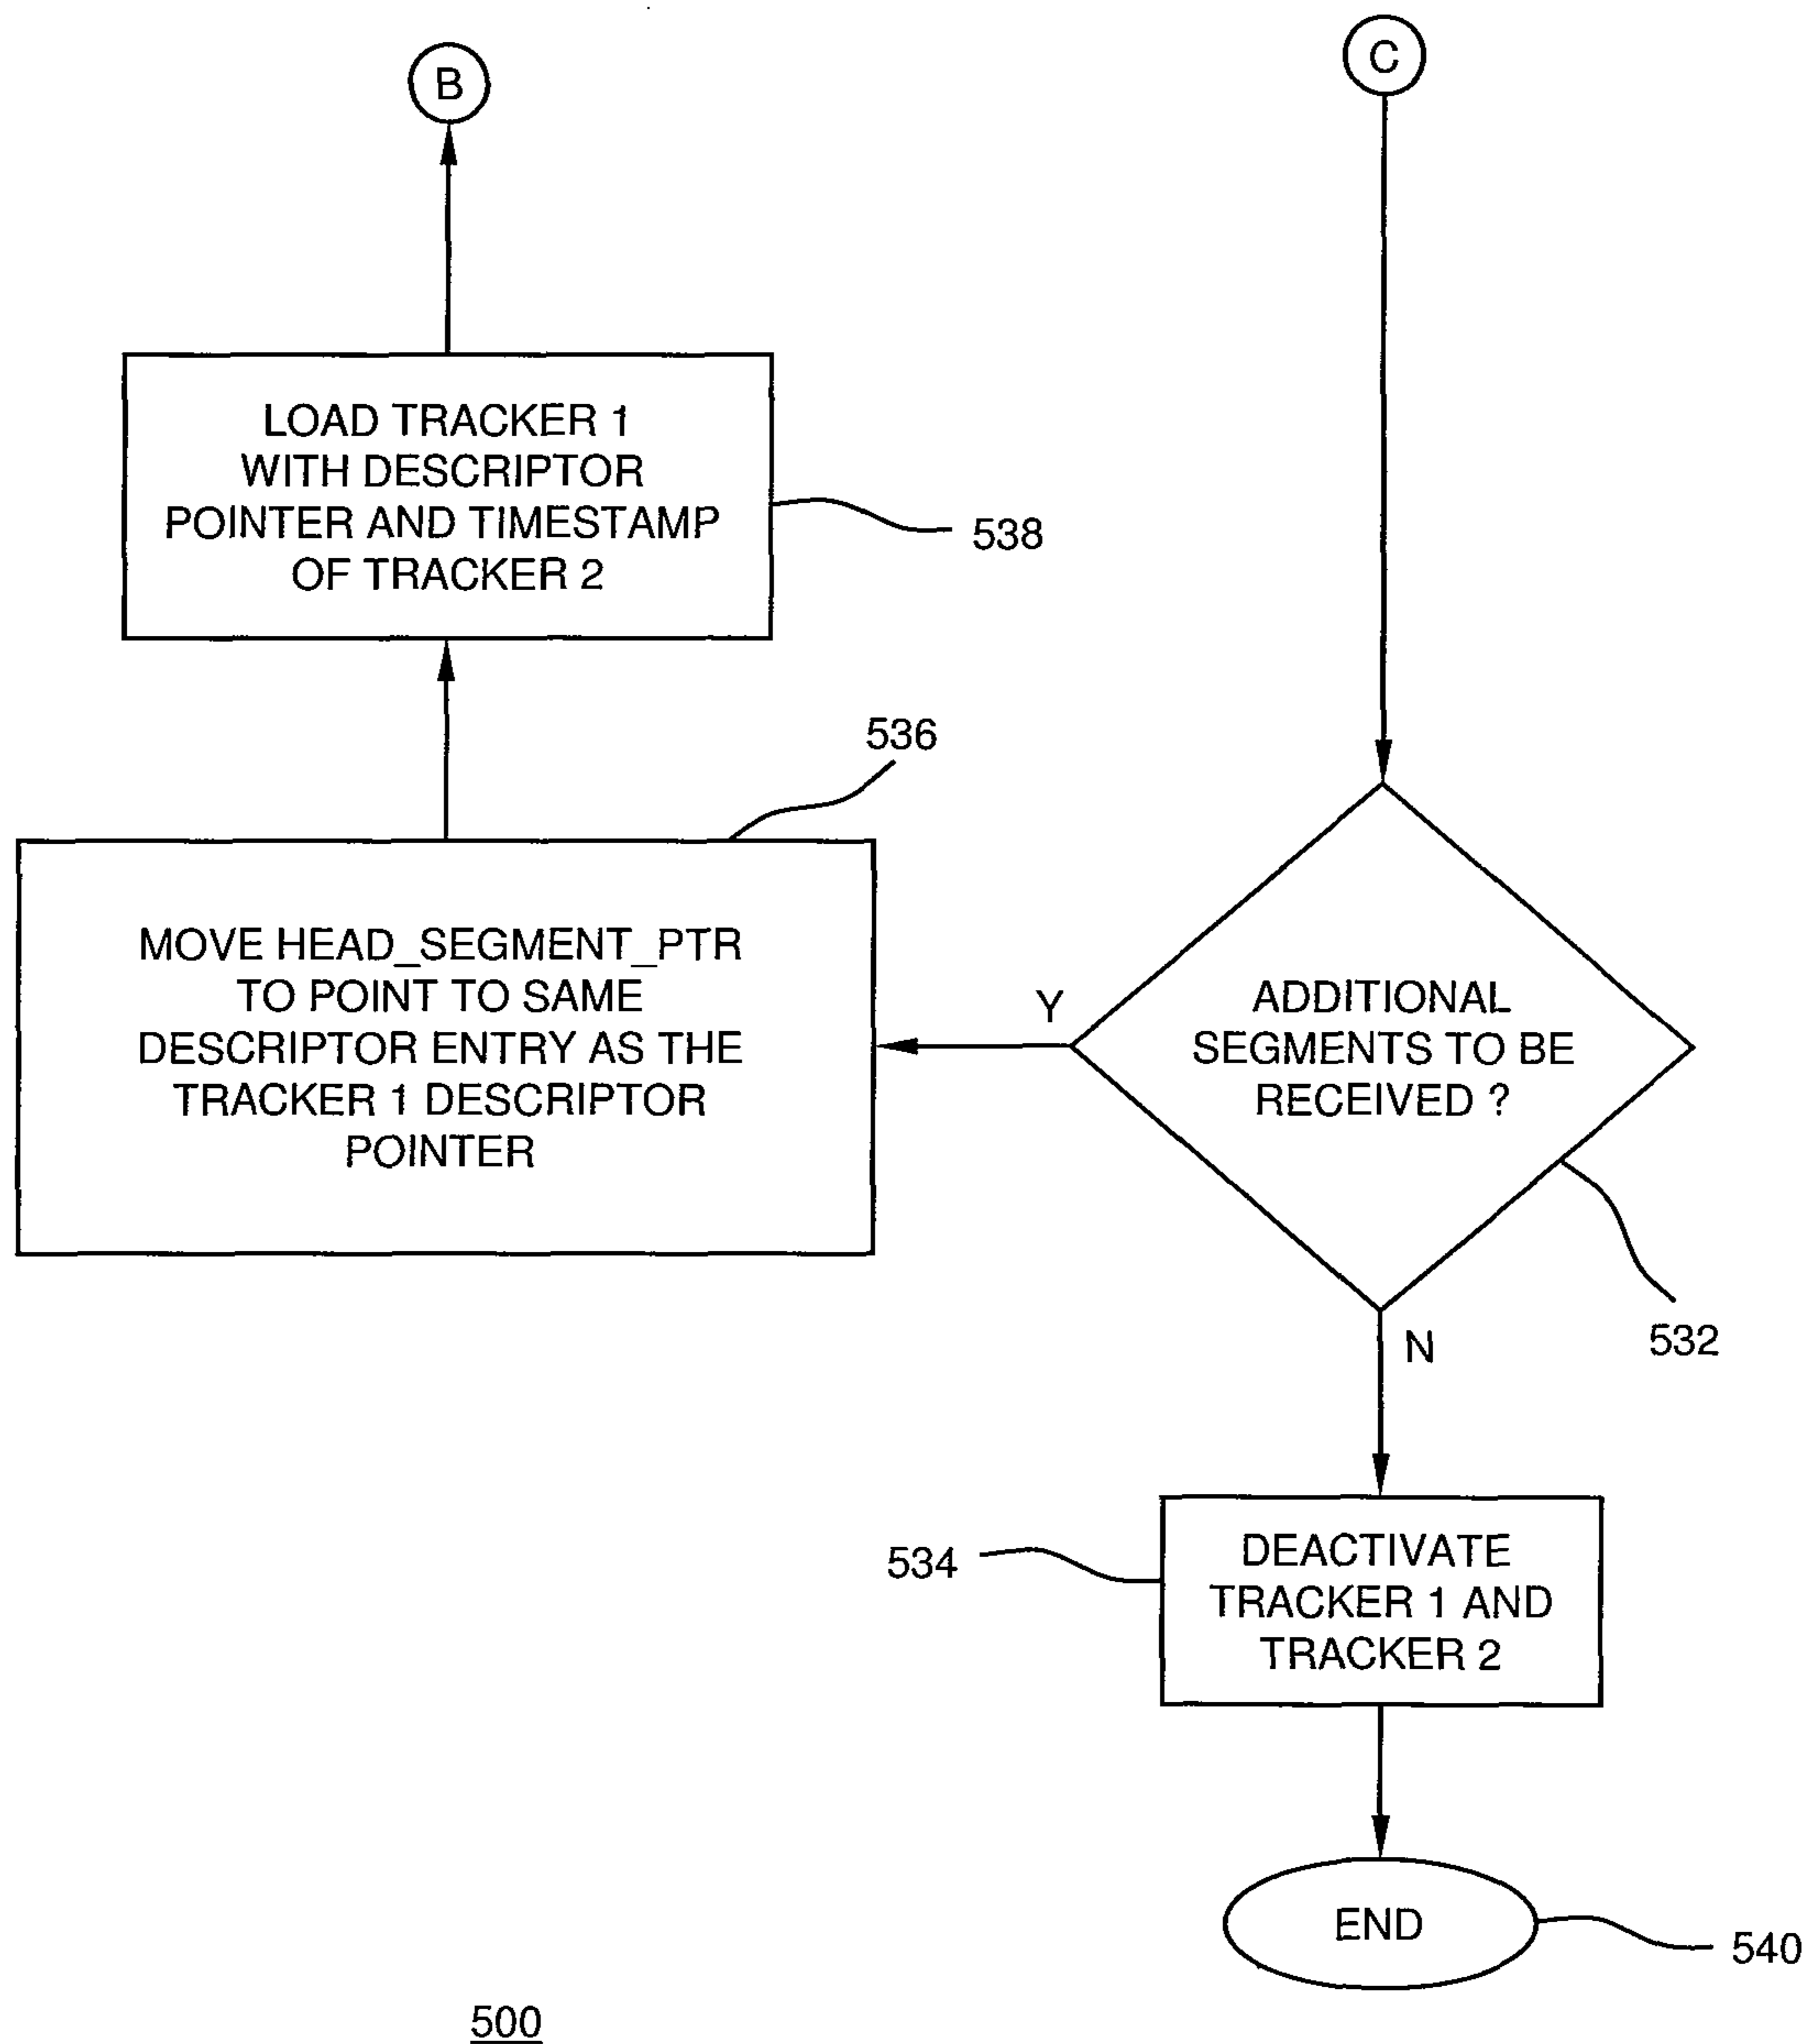 B
C
LOAD TRACKER 1
WITH DESCRIPTOR
POINTER AND TIMESTAMP
OF TRACKER 2
538
536
MOVE HEAD_SEGMENT_PTR
TO POINT TO SAME
DESCRIPTOR ENTRY AS THE
TRACKER 1 DESCRIPTOR
POINTER
Y
ADDITIONAL
SEGMENTS TO BE
RECEIVED ?
532
N
534
DEACTIVATE
TRACKER 1 AND
TRACKER 2
END
540
500